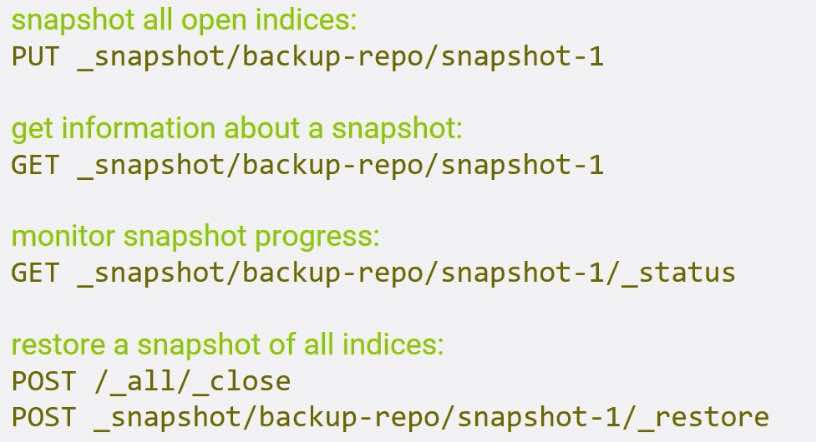 snapshot all open indices:
PUT _snapshot/backup-repo/snapshot-1
get information about a snapshot:
GET _snapshot/backup-repo/snapshot-1
monitor snapshot progress:
GET _snapshot/backup-repo/snapshot-1/_status
restore a snapshot of all indices:
POST /_all/_close
POST _snapshot/backup-repo/snapshot-1/_restore